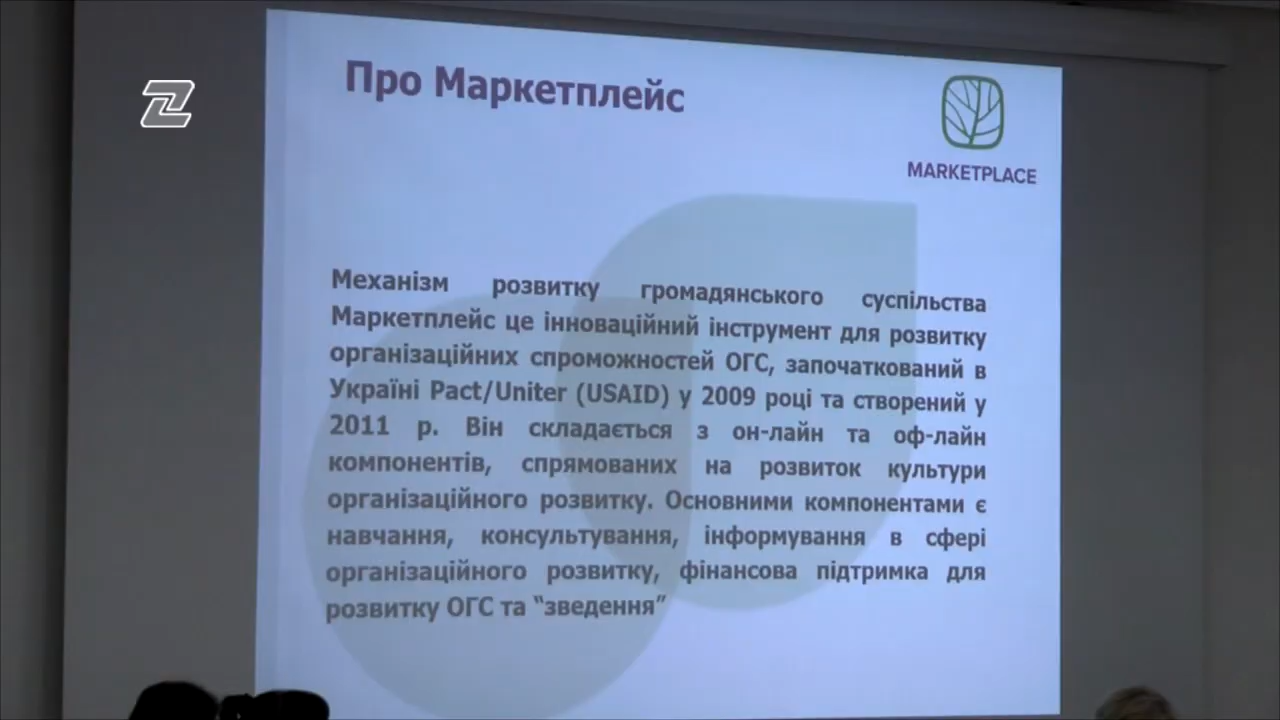 Про Маркетплейс
MARKETPLACE
Механізм розвитку громадянського суспільства
Маркетплейс це інноваційний інструмент для розвитку
організаційних спроможностей ОГС, започаткований в
Україні Pact/Uniter (USAID) у 2009 році та створений у
2011 р. Він складається з он-лайн та оф-лайн
компонентів, спрямованих на розвиток культури
організаційного розвитку. Основними компонентами є
навчання, консультування, інформування в сфері
організаційного розвитку, фінансова підтримка для
розвитку ОГС та “зведення”